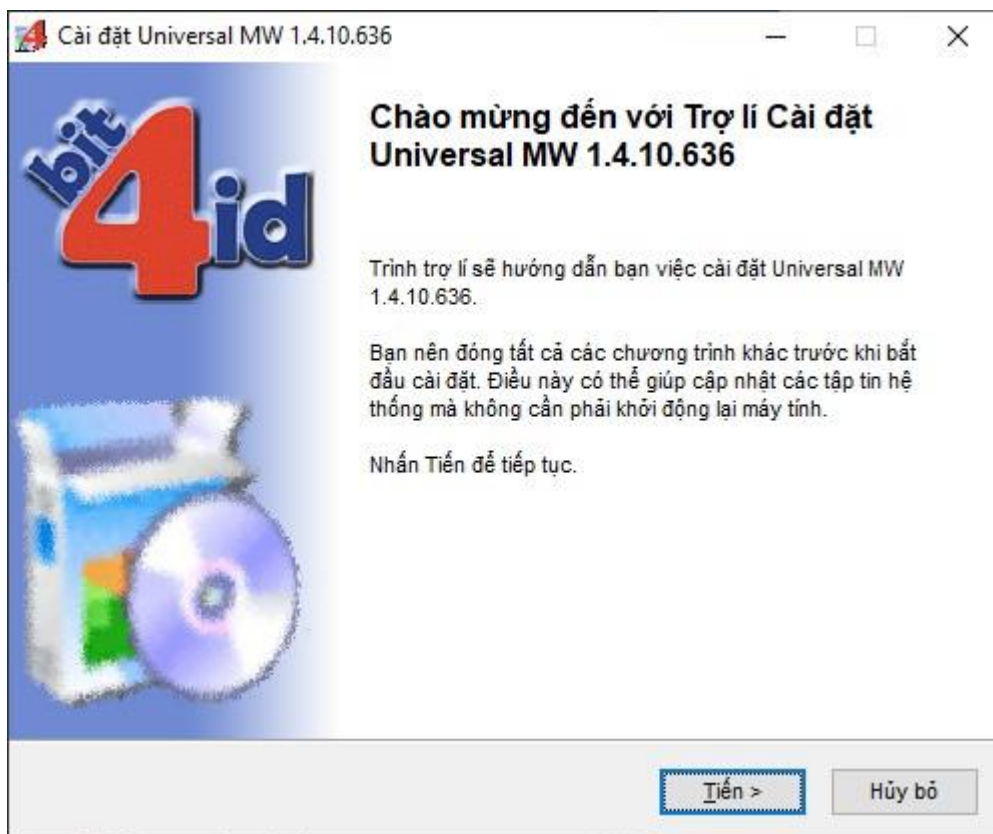 Cài đặt Universal MW 1.4.10.636
bit
4
id
Chào mừng đến với Trợ lí Cài đặt
Universal MW 1.4.10.636
Trình trợ lí sẽ hướng dẫn bạn việc cài đặt Universal MW
1.4.10.636.
Bạn nên đóng tất cả các chương trình khác trước khi bắt
đầu cài đặt. Điều này có thể giúp cập nhật các tập tin hệ
thống mà không cần phải khởi động lại máy tính.
Nhấn Tiến để tiếp tục.
Tiến >
Hủy bỏ